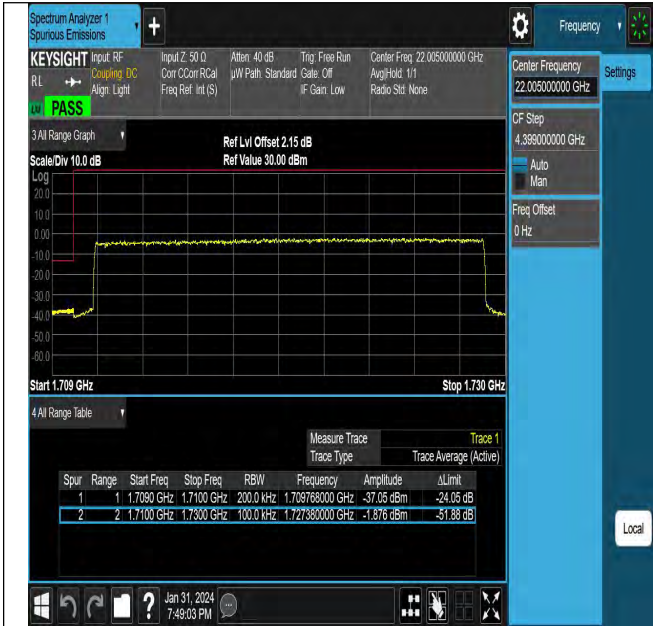 Spectrum Analyzer 1
Spurious Emissions
Frequency
KEYSIGHT
Input: RF
Coupling: DC
Align: Light
Input Z: 50 Ω
Corr CCorr RCal
Freq Ref: Int (S)
Atten: 40 dB
µW Path: Standard
Trig: Free Run
Gate: Off
IF Gain: Low
Center Freq: 22.005000000 GHz
Avg|Hold: 1/1
Radio Std: None
RL
PASS
Center Frequency
22.005000000 GHz
Settings
CF Step
4.399000000 GHz
Auto
Man
Freq Offset
0 Hz
3 All Range Graph
Ref Lvl Offset 2.15 dB
Scale/Div 10.0 dB
Ref Value 30.00 dBm
Log
20.0
10.0
0.00
-10.0
-20.0
-30.0
-40.0
-50.0
-60.0
Start 1.709 GHz
Stop 1.730 GHz
4 All Range Table
Measure Trace Trace 1
Trace Type Trace Average (Active)
Spur Range Start Freq Stop Freq RBW Frequency Amplitude ΔLimit
1 1 1.7090 GHz 1.7100 GHz 200.0 kHz 1.709768000 GHz -37.05 dBm -24.05 dB
2 2 1.7100 GHz 1.7300 GHz 100.0 kHz 1.727380000 GHz -1.876 dBm -51.88 dB
Local
Jan 31, 2024
7:49:03 PM